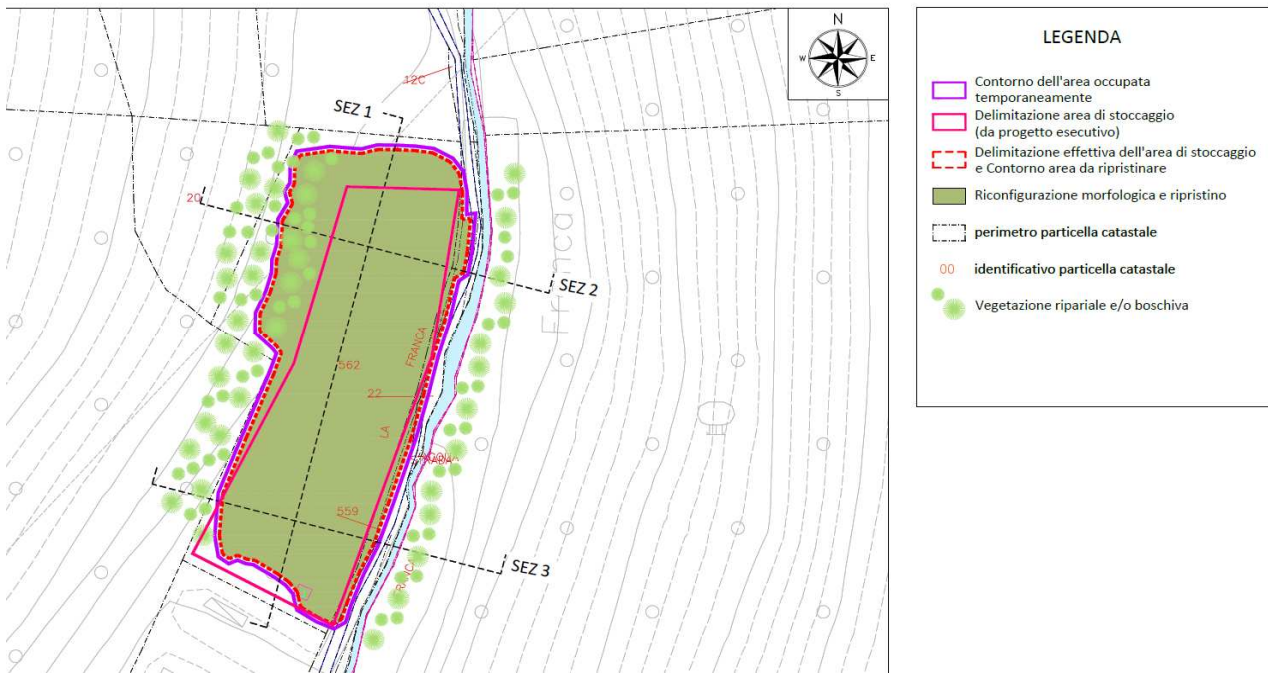 N
W
E
S
12C
SEZ 1
20
SEZ 2
Frinca
FRANCA
562
22
LA
559
SEZ 3
LEGENDA
Contorno dell'area occupata
temporaneamente
Delimitazione area di stoccaggio
(da progetto esecutivo)
Delimitazione effettiva dell'area di stoccaggio
e Contorno area da ripristinare
Riconfigurazione morfologica e ripristino
perimetro particella catastale
00
identificativo particella catastale
Vegetazione ripariale e/o boschiva